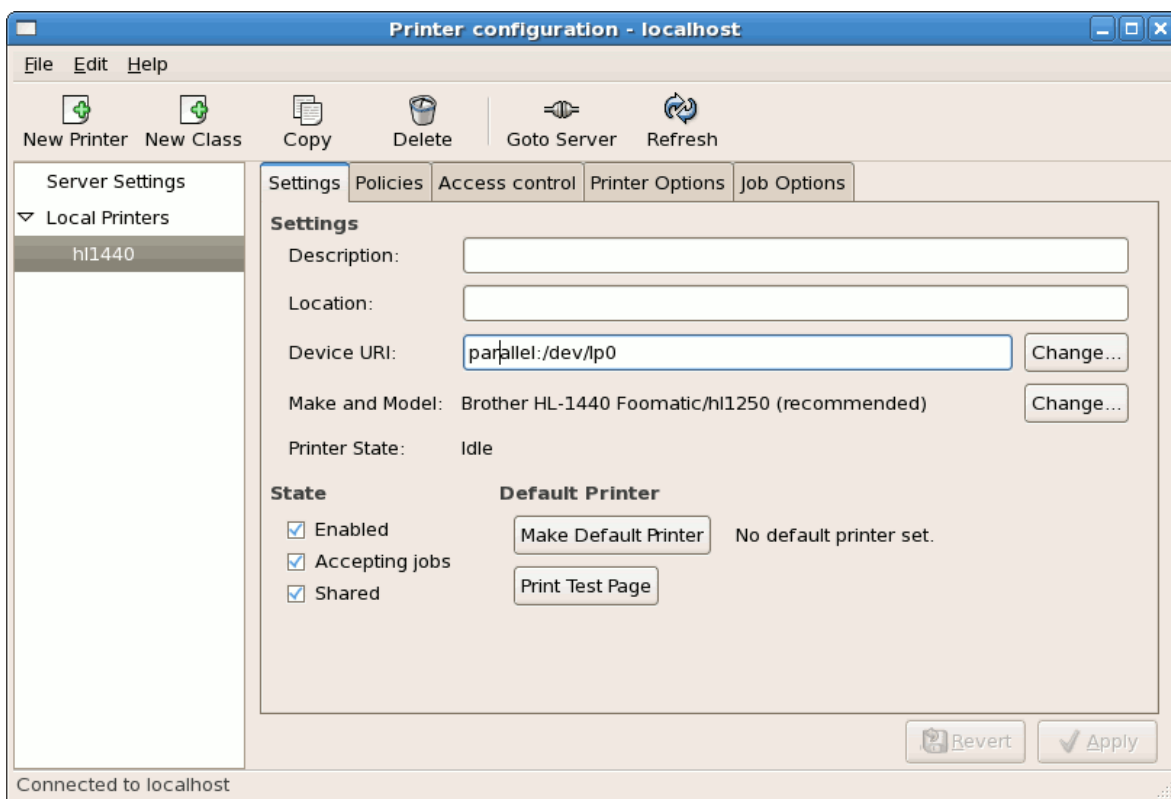 Printer configuration - localhost
File Edit Help
New Printer New Class Copy Delete Goto Server Refresh
Server Settings
Local Printers
hl1440
Settings Policies Access control Printer Options Job Options
Settings
Description:
Location:
Device URI: parallel:/dev/lp0 Change...
Make and Model: Brother HL-1440 Foomatic/hl1250 (recommended) Change...
Printer State: Idle
State Default Printer
Enabled Make Default Printer No default printer set.
Accepting jobs
Shared Print Test Page
Revert Apply
Connected to localhost